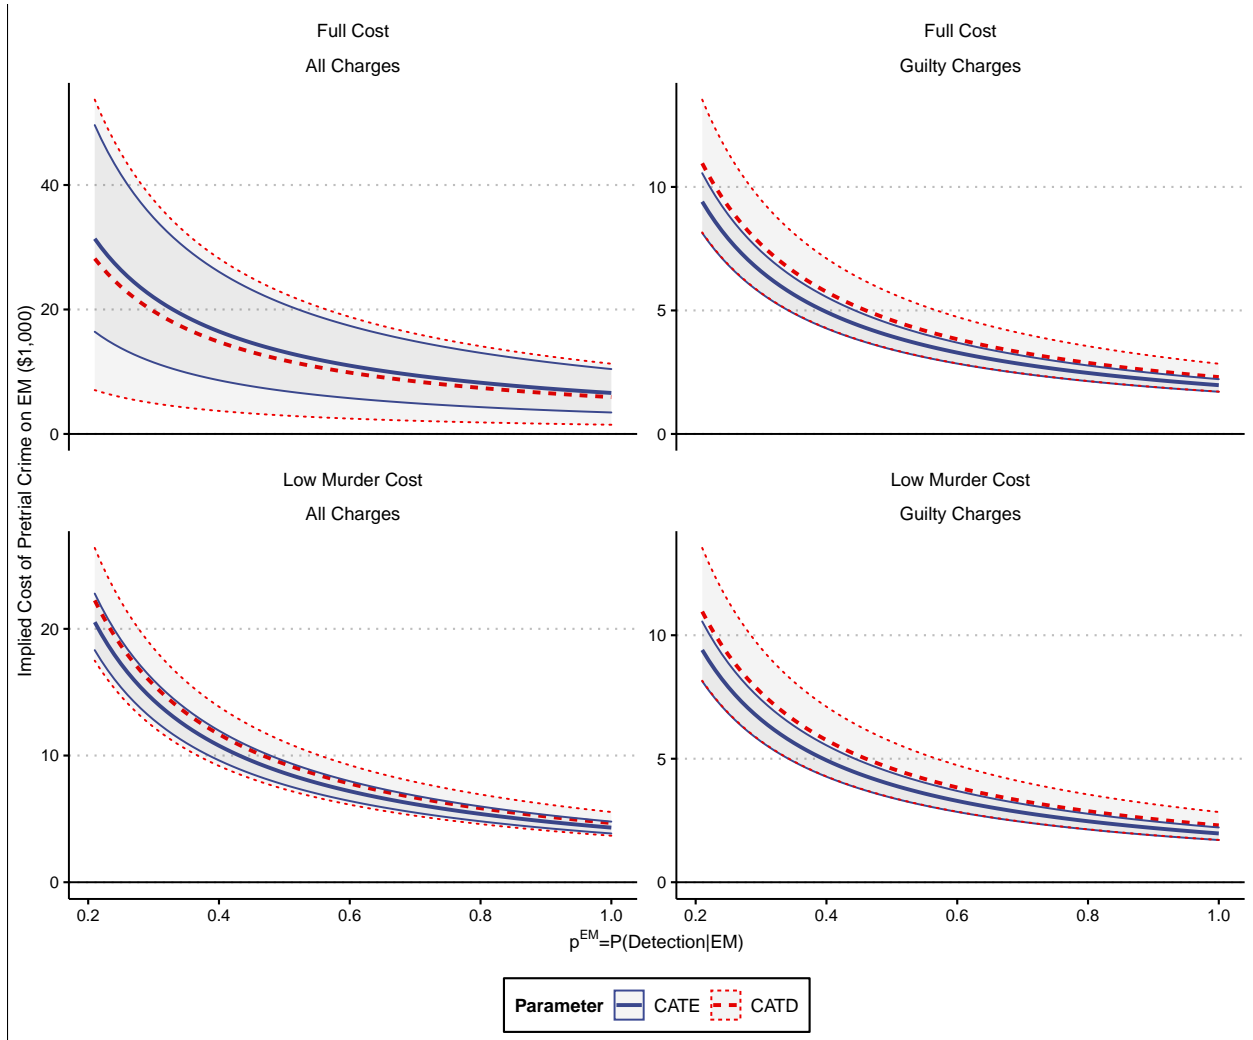 Full Cost
All Charges
Full Cost
Guilty Charges
40
20
0
10
5
0
Implied Cost of Pretrial Crime on EM ($1,000)
Low Murder Cost
All Charges
Low Murder Cost
Guilty Charges
20
10
0
10
5
0
0.2 0.4 0.6 0.8 1.0
0.2 0.4 0.6 0.8 1.0
p^EM=P(Detection|EM)
Parameter CATE CATD